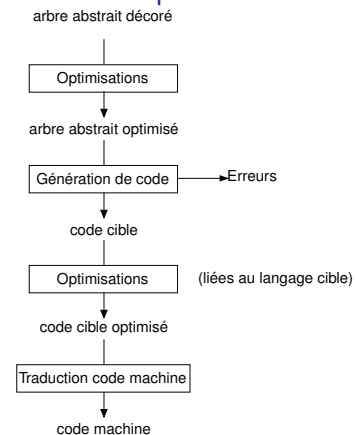 arbre abstrait décoré
Optimisations
arbre abstrait optimisé
Génération de code
Erreurs
code cible
Optimisations
(liées au langage cible)
code cible optimisé
Traduction code machine
code machine